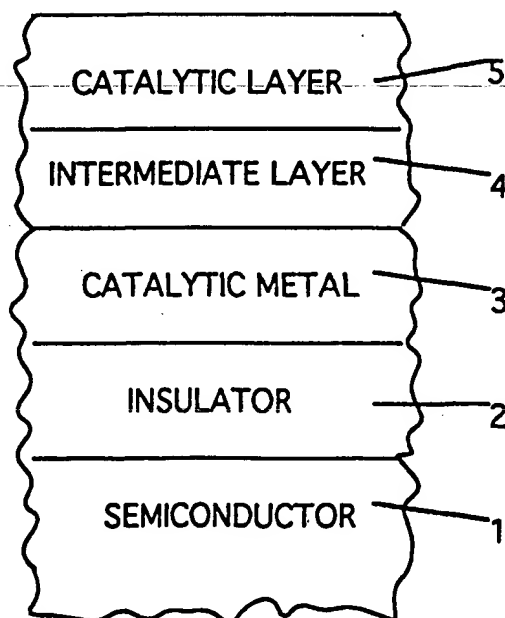 CATALYTIC LAYER 5
INTERMEDIATE LAYER 4
CATALYTIC METAL 3
INSULATOR 2
SEMICONDUCTOR 1